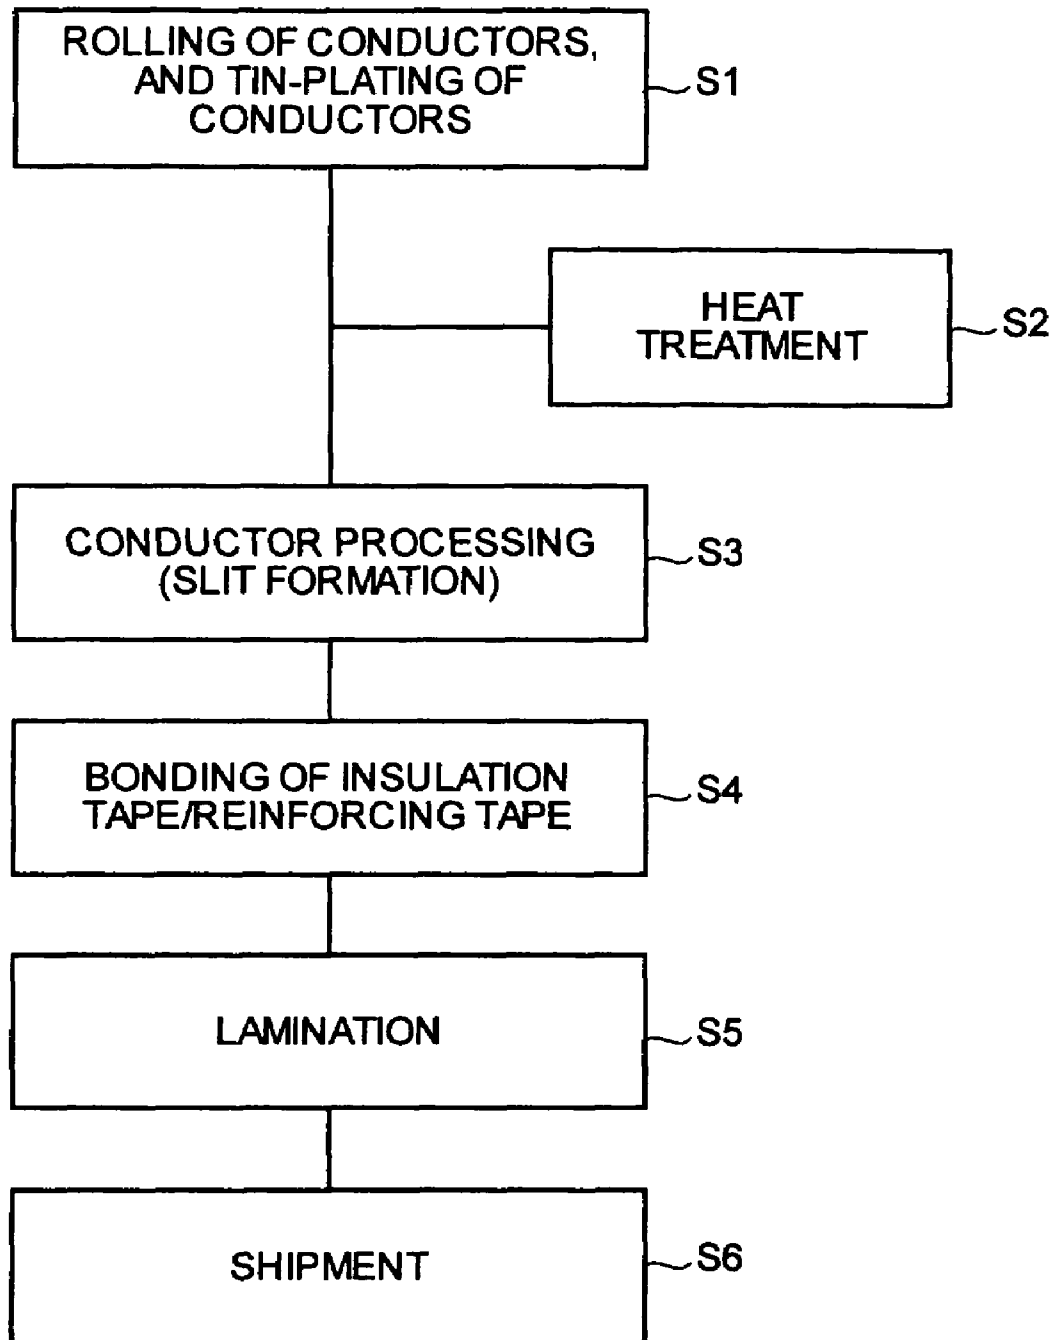 ROLLING OF CONDUCTORS,
AND TIN-PLATING OF
CONDUCTORS
S1
HEAT
TREATMENT
S2
CONDUCTOR PROCESSING
(SLIT FORMATION)
S3
BONDING OF INSULATION
TAPE/REINFORCING TAPE
S4
LAMINATION
S5
SHIPMENT
S6